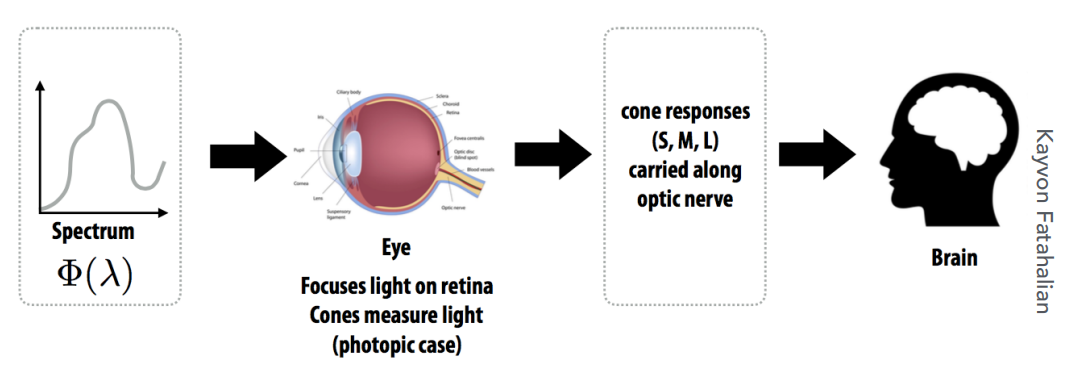 Spectrum
Φ(λ)
Ciliary body
Iris
Pupil
Cornea
Lens
Suspensory
ligament
Sclera
Choroid
Retina
Fovea centralis
Optic disc
(blind spot)
Blood vessels
Optic nerve
Eye
Focuses light on retina
Cones measure light
(photopic case)
cone responses
(S, M, L)
carried along
optic nerve
Brain
Kayvon Fatahalian